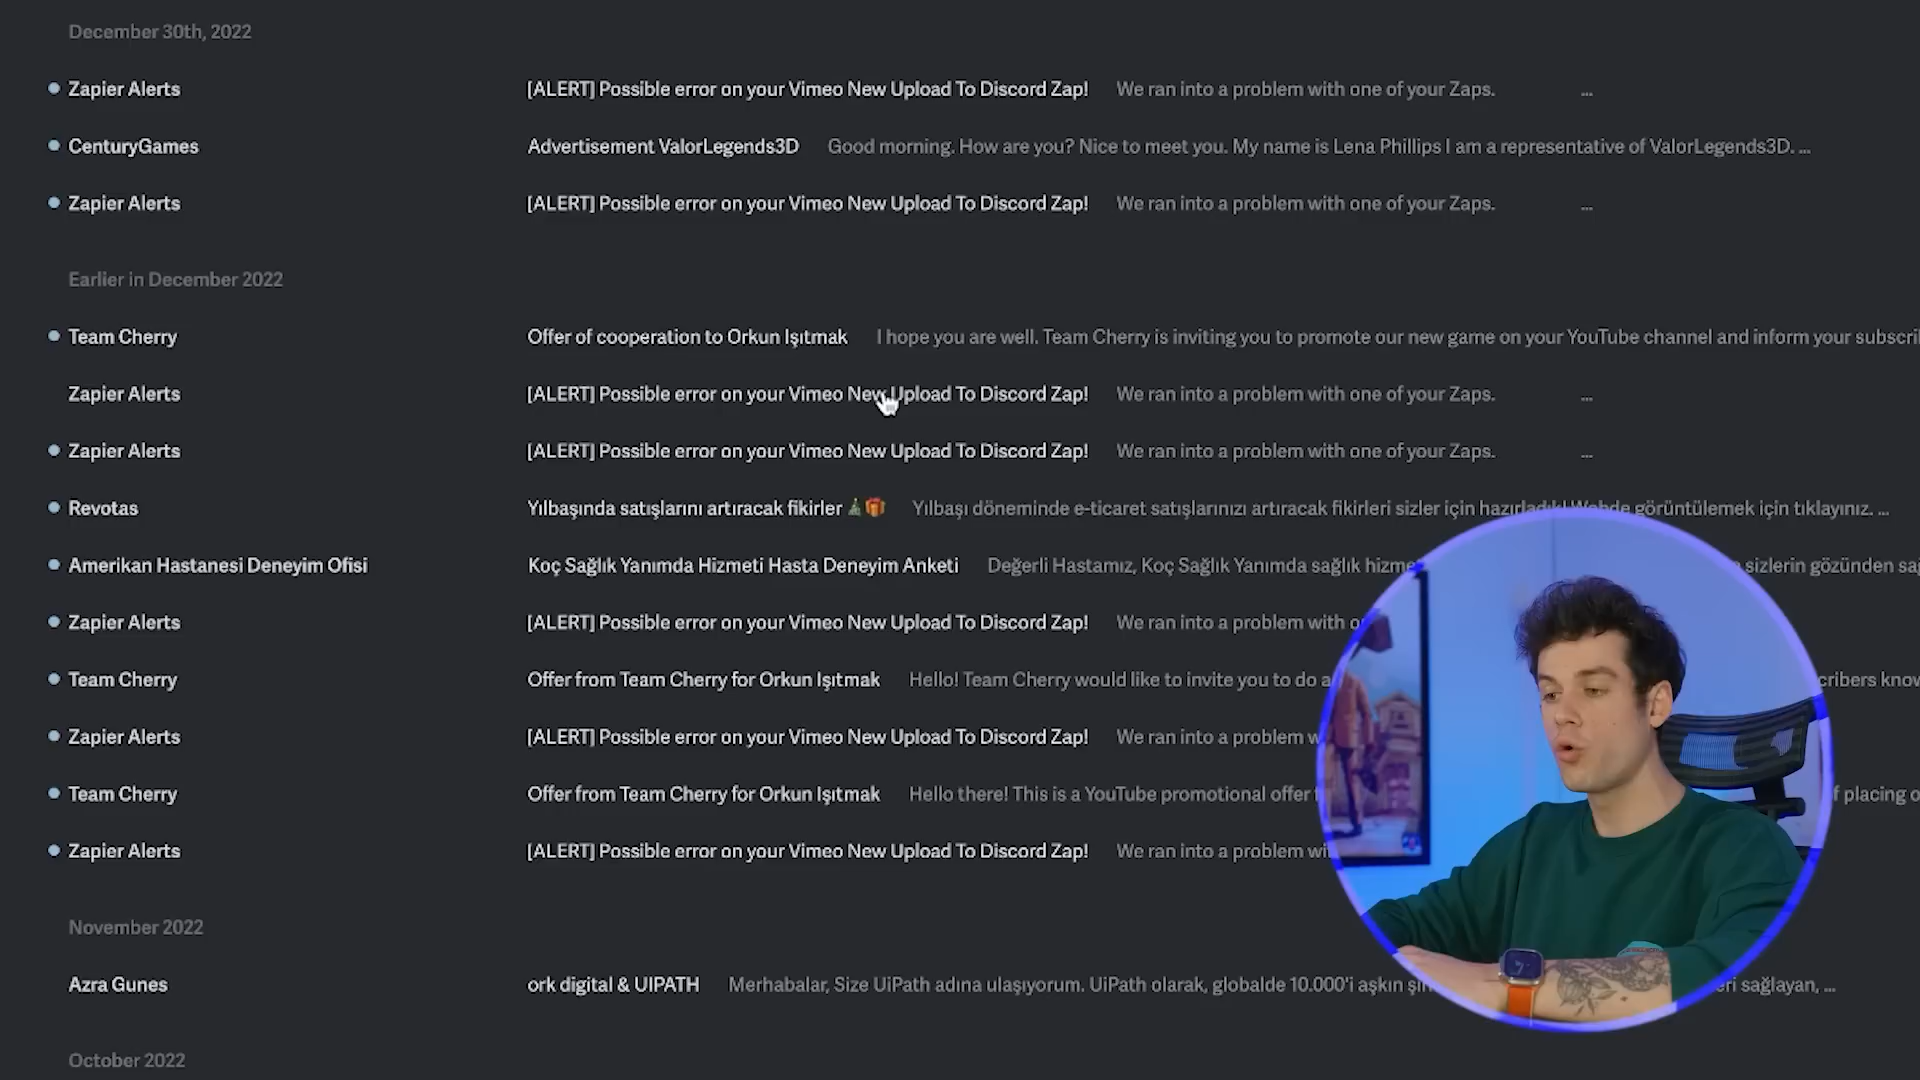 December 30th, 2022
Zapier Alerts [ALERT] Possible error on your Vimeo New Upload To Discord Zap! We ran into a problem with one of your Zaps. ...
CenturyGames Advertisement ValorLegends3D Good morning. How are you? Nice to meet you. My name is Lena Phillips I am a representative of ValorLegends3D. ...
Zapier Alerts [ALERT] Possible error on your Vimeo New Upload To Discord Zap! We ran into a problem with one of your Zaps. ...
Earlier in December 2022
Team Cherry Offer of cooperation to Orkun Işıtmak I hope you are well. Team Cherry is inviting you to promote our new game on your YouTube channel and inform your
Zapier Alerts [ALERT] Possible error on your Vimeo New Upload To Discord Zap! We ran into a problem with one of your Zaps. ...
Zapier Alerts [ALERT] Possible error on your Vimeo New Upload To Discord Zap! We ran into a problem with one of your Zaps. ...
Revotas Yılbaşında satışlarını artıracak fikirler 🎄🎁 Yılbaşı döneminde e-ticaret satışlarınızı artıracak fikirleri sizler için hazırladık! Webde görüntülemek için tıklayınız. ...
Amerikan Hastanesi Deneyim Ofisi Koç Sağlık Yanımda Hizmeti Hasta Deneyim Anketi Değerli Hastamız, Koç Sağlık Yanımda sağlık sizlerin gözünden
Zapier Alerts [ALERT] Possible error on your Vimeo New Upload To Discord Zap! We ran into a problem with
Team Cherry Offer from Team Cherry for Orkun Işıtmak Hello! Team Cherry would like to invite you to do a know
Zapier Alerts [ALERT] Possible error on your Vimeo New Upload To Discord Zap! We ran into a problem
Team Cherry Offer from Team Cherry for Orkun Işıtmak Hello there! This is a YouTube promotional offer placing
Zapier Alerts [ALERT] Possible error on your Vimeo New Upload To Discord Zap! We ran into a problem
November 2022
Azra Gunes ork digital & UIPATH Merhabalar, Size UiPath adına ulaşıyorum. UiPath olarak, globalde 10.000'i aşkın sağlayan, ...
October 2022